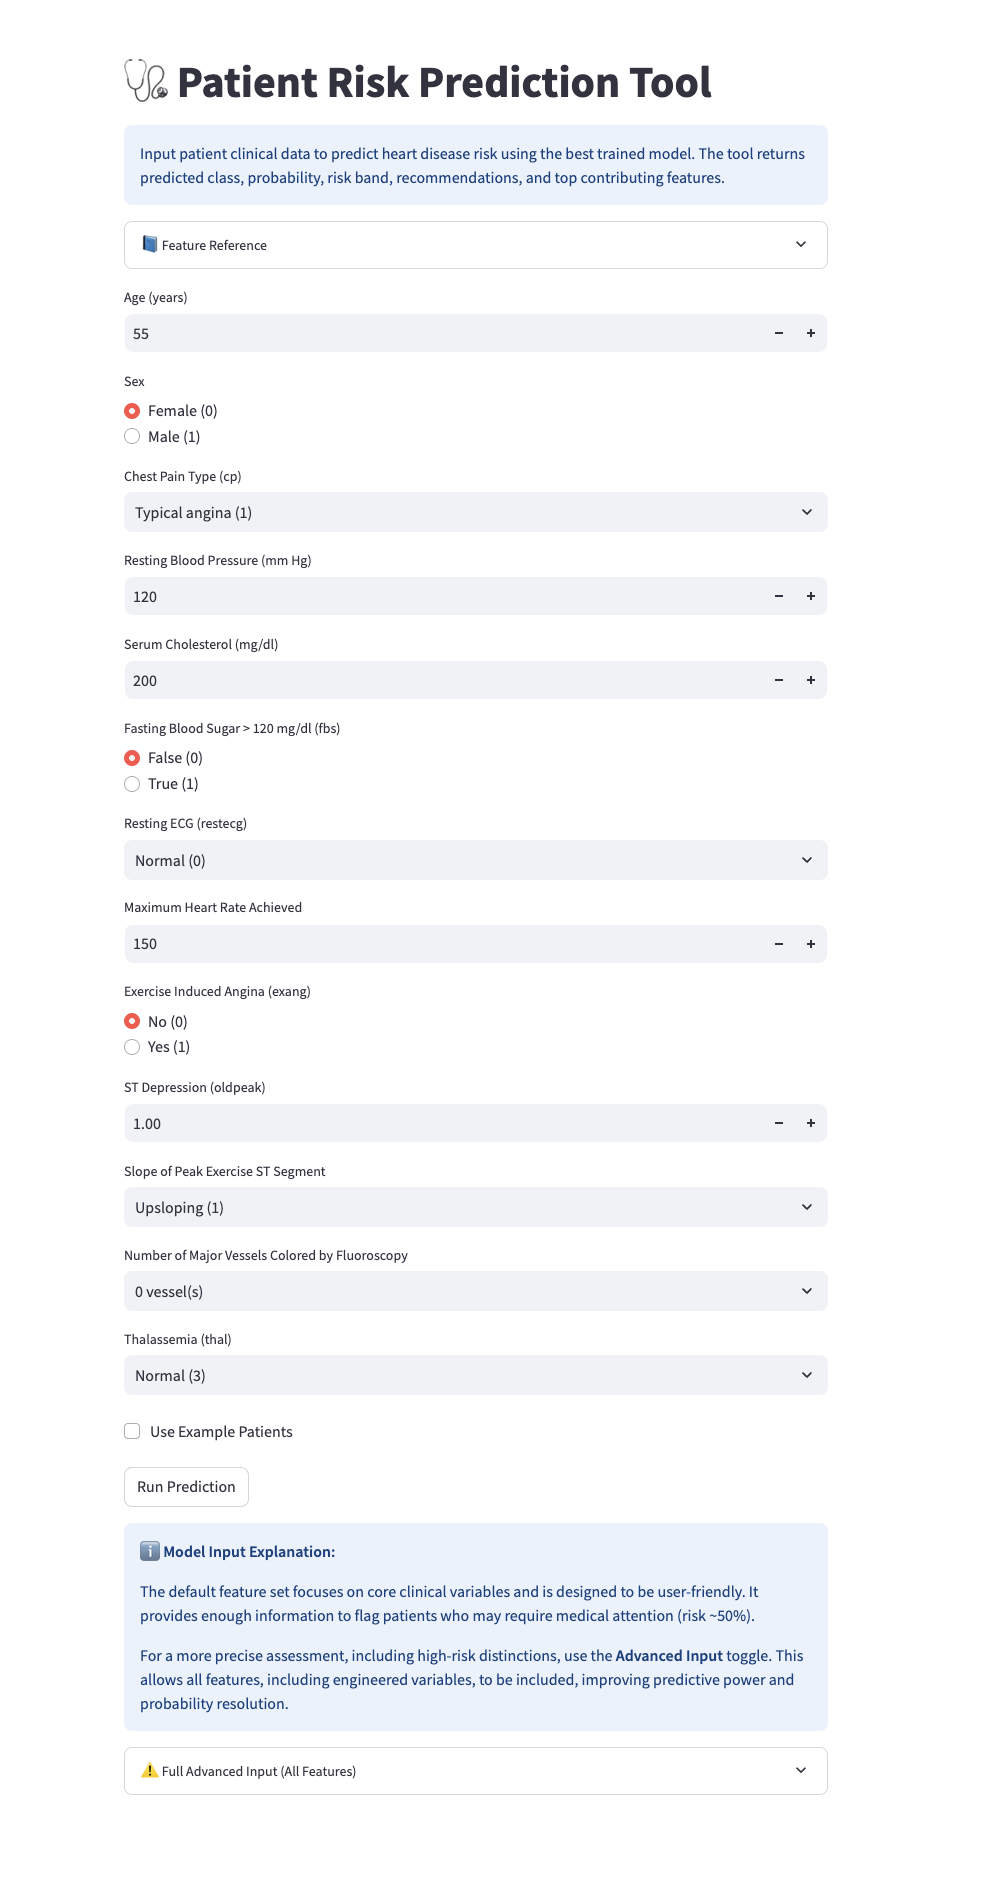 Patient Risk Prediction Tool
Input patient clinical data to predict heart disease risk using the best trained model. The tool returns
predicted class, probability, risk band, recommendations, and top contributing features.
Feature Reference
Age (years)
55
Sex
Female (0)
Male (1)
Chest Pain Type (cp)
Typical angina (1)
Resting Blood Pressure (mm Hg)
120
Serum Cholesterol (mg/dl)
200
Fasting Blood Sugar > 120 mg/dl (fbs)
False (0)
True (1)
Resting ECG (restecg)
Normal (0)
Maximum Heart Rate Achieved
150
Exercise Induced Angina (exang)
No (0)
Yes (1)
ST Depression (oldpeak)
1.00
Slope of Peak Exercise ST Segment
Upsloping (1)
Number of Major Vessels Colored by Fluoroscopy
0 vessel(s)
Thalassemia (thal)
Normal (3)
Use Example Patients
Run Prediction
Model Input Explanation:
The default feature set focuses on core clinical variables and is designed to be user-friendly. It
provides enough information to flag patients who may require medical attention (risk ~50%).
For a more precise assessment, including high-risk distinctions, use the Advanced Input toggle. This
allows all features, including engineered variables, to be included, improving predictive power and
probability resolution.
Full Advanced Input (All Features)